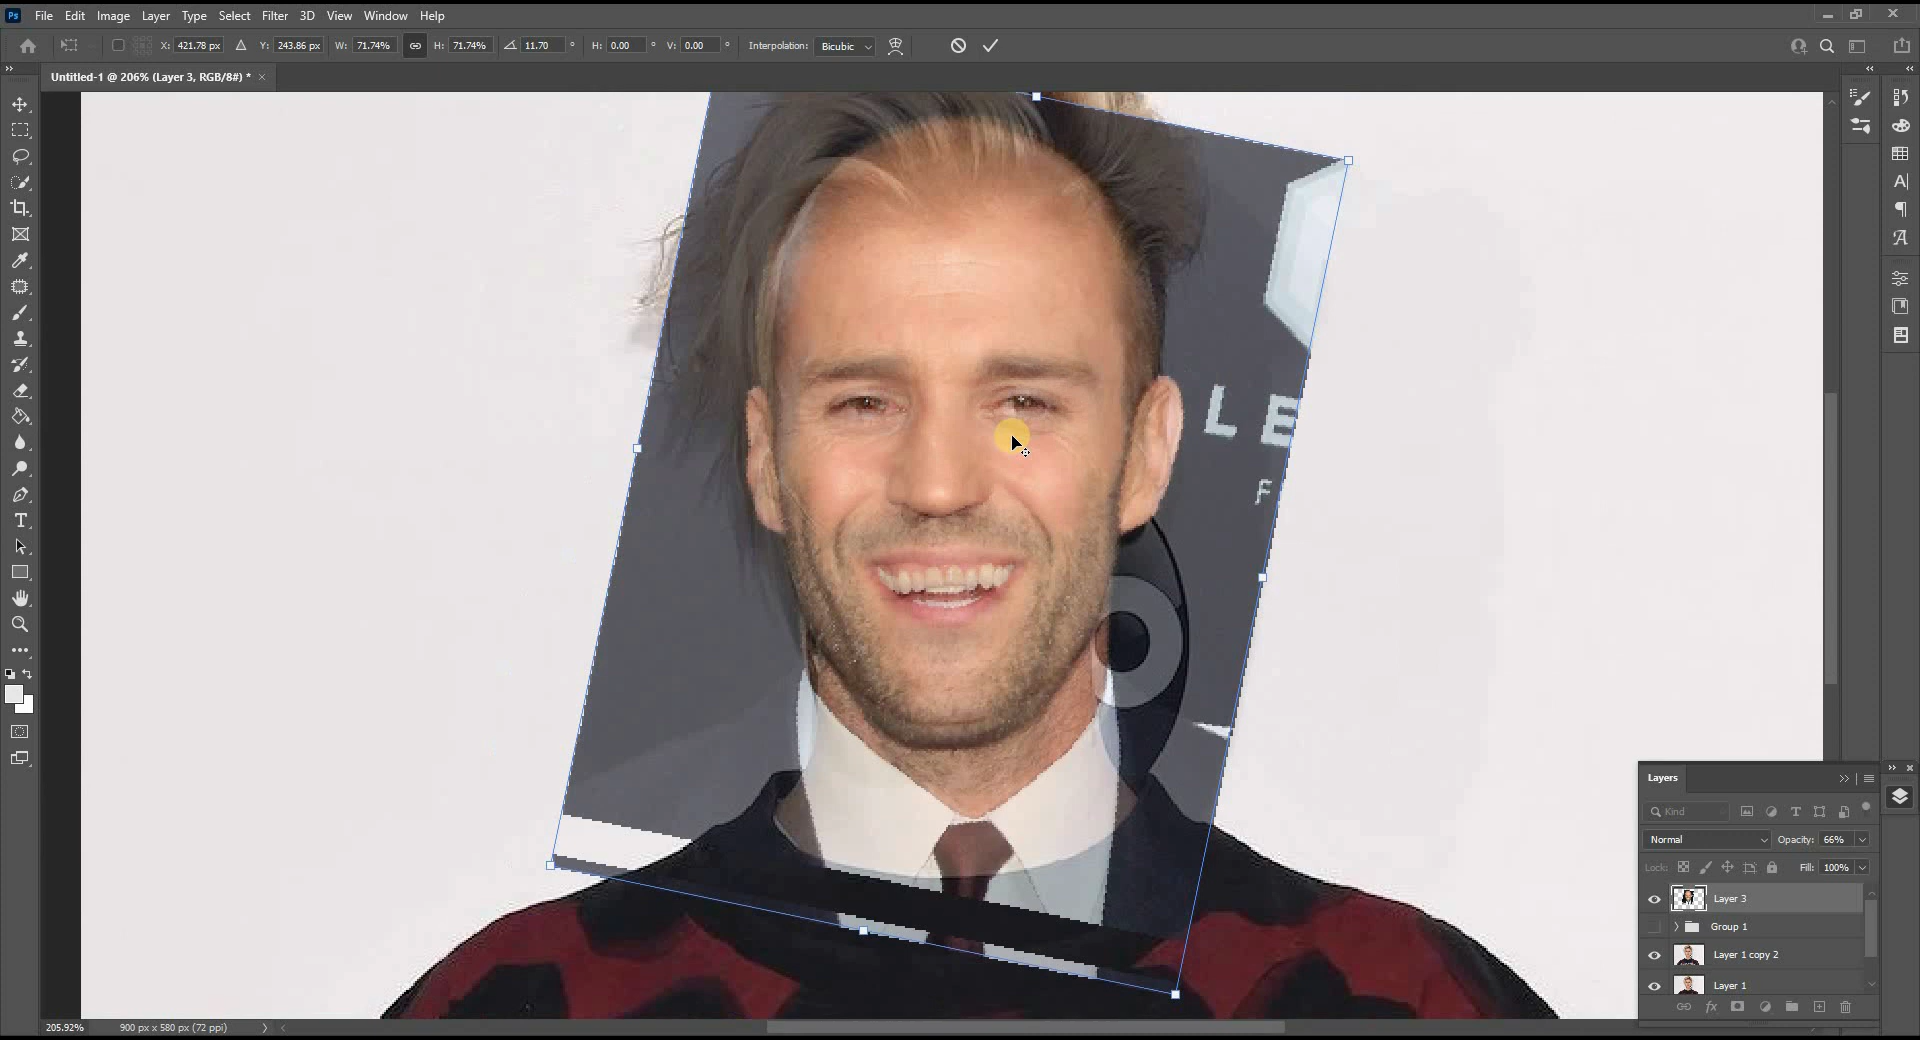 Ps File Edit Image Layer Type Select Filter 3D View Window Help
X: 421.78 px Y: 243.86 px W: 71.74% H: 71.74% 11.70 ° H: 0.00 ° V: 0.00 ° Interpolation: Bicubic
Untitled-1 @ 206% (Layer 3, RGB/8#) *
L E
F
Layers
Kind
Normal Opacity: 66%
Lock: Fill: 100%
Layer 3
Group 1
Layer 1 copy 2
Layer 1
205.92% 900 px x 580 px (72 ppi)